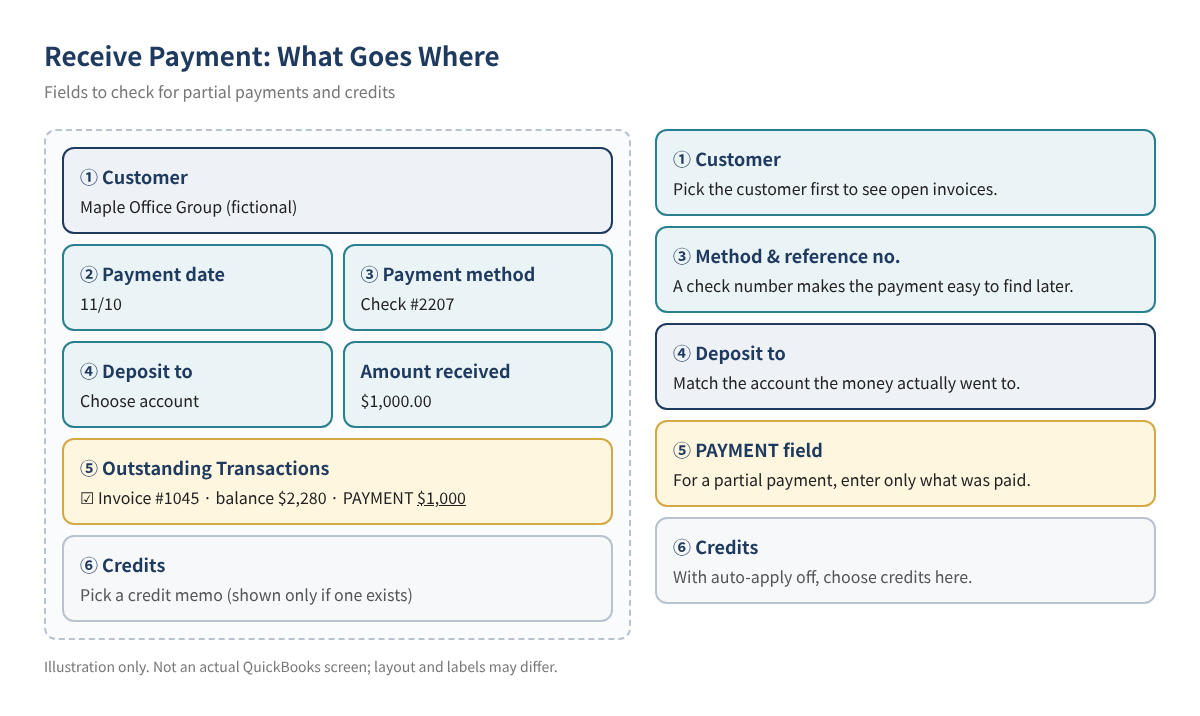 Receive Payment: What Goes Where
Fields to check for partial payments and credits
① Customer
Maple Office Group (fictional)
② Payment date
11/10
③ Payment method
Check #2207
④ Deposit to
Choose account
Amount received
$1,000.00
⑤ Outstanding Transactions
☑ Invoice #1045 · balance $2,280 · PAYMENT $1,000
⑥ Credits
Pick a credit memo (shown only if one exists)
① Customer
Pick the customer first to see open invoices.
③ Method & reference no.
A check number makes the payment easy to find later.
④ Deposit to
Match the account the money actually went to.
⑤ PAYMENT field
For a partial payment, enter only what was paid.
⑥ Credits
With auto-apply off, choose credits here.
Illustration only. Not an actual QuickBooks screen; layout and labels may differ.